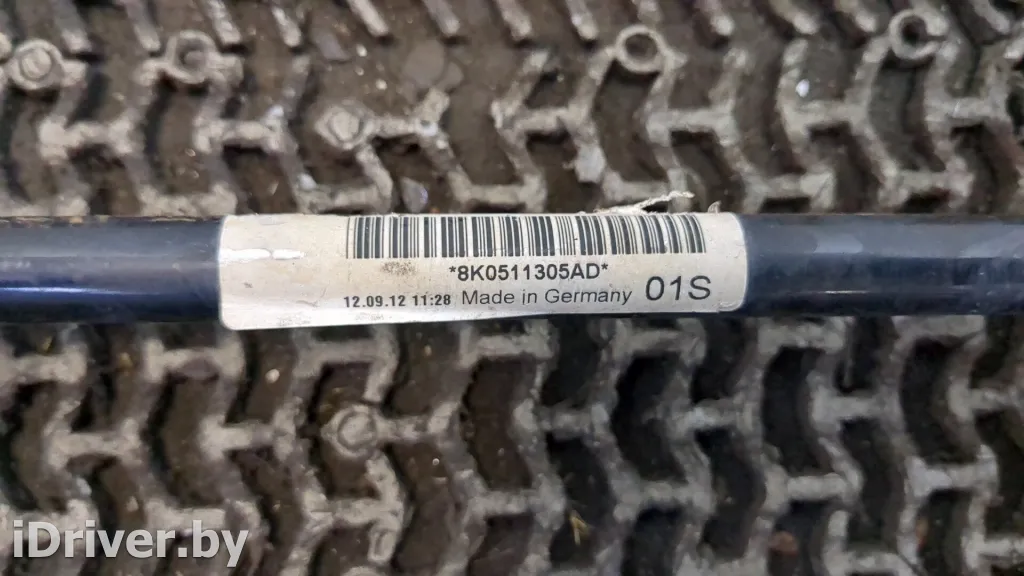 *8K0511305AD*
12.09.12 11:28 Made in Germany 01S
iDriver.by